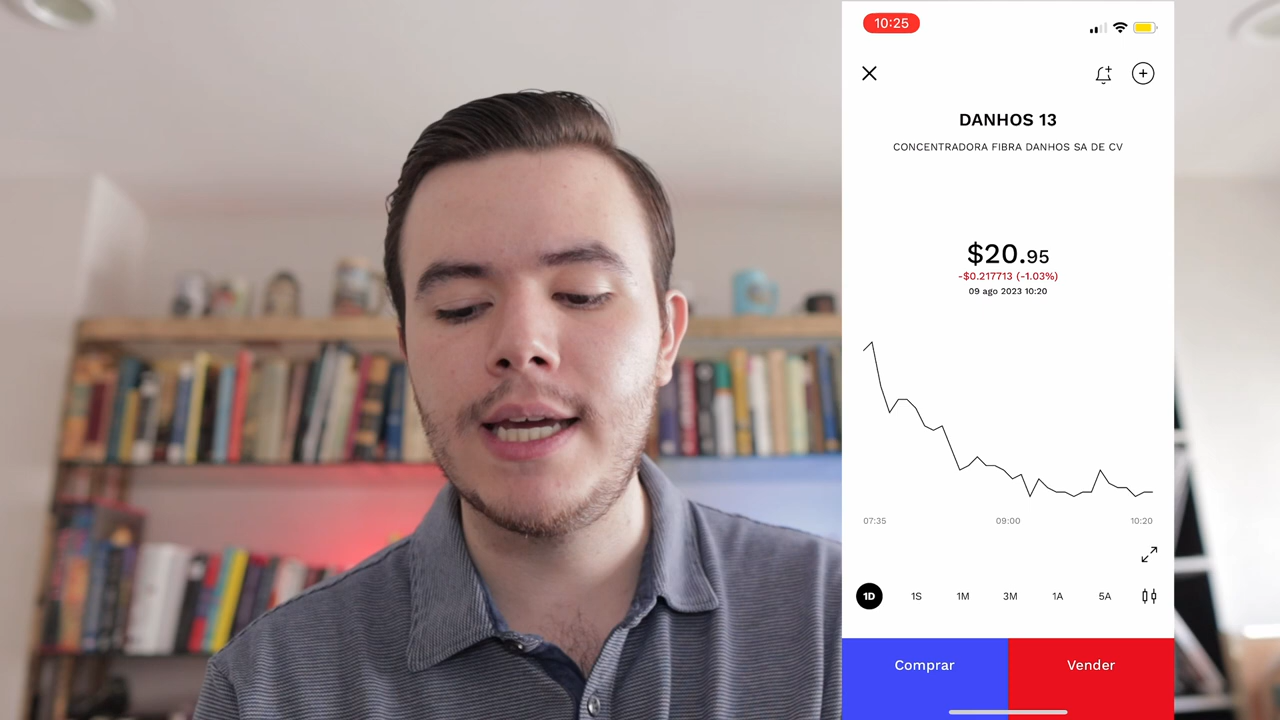 10:25
DANHOS 13
CONCENTRADORA FIBRA DANHOS SA DE CV
$20.95
-$0.217713 (-1.03%)
09 ago 2023 10:20
07:35 09:00 10:20
1D 1S 1M 3M 1A 5A
Comprar Vender